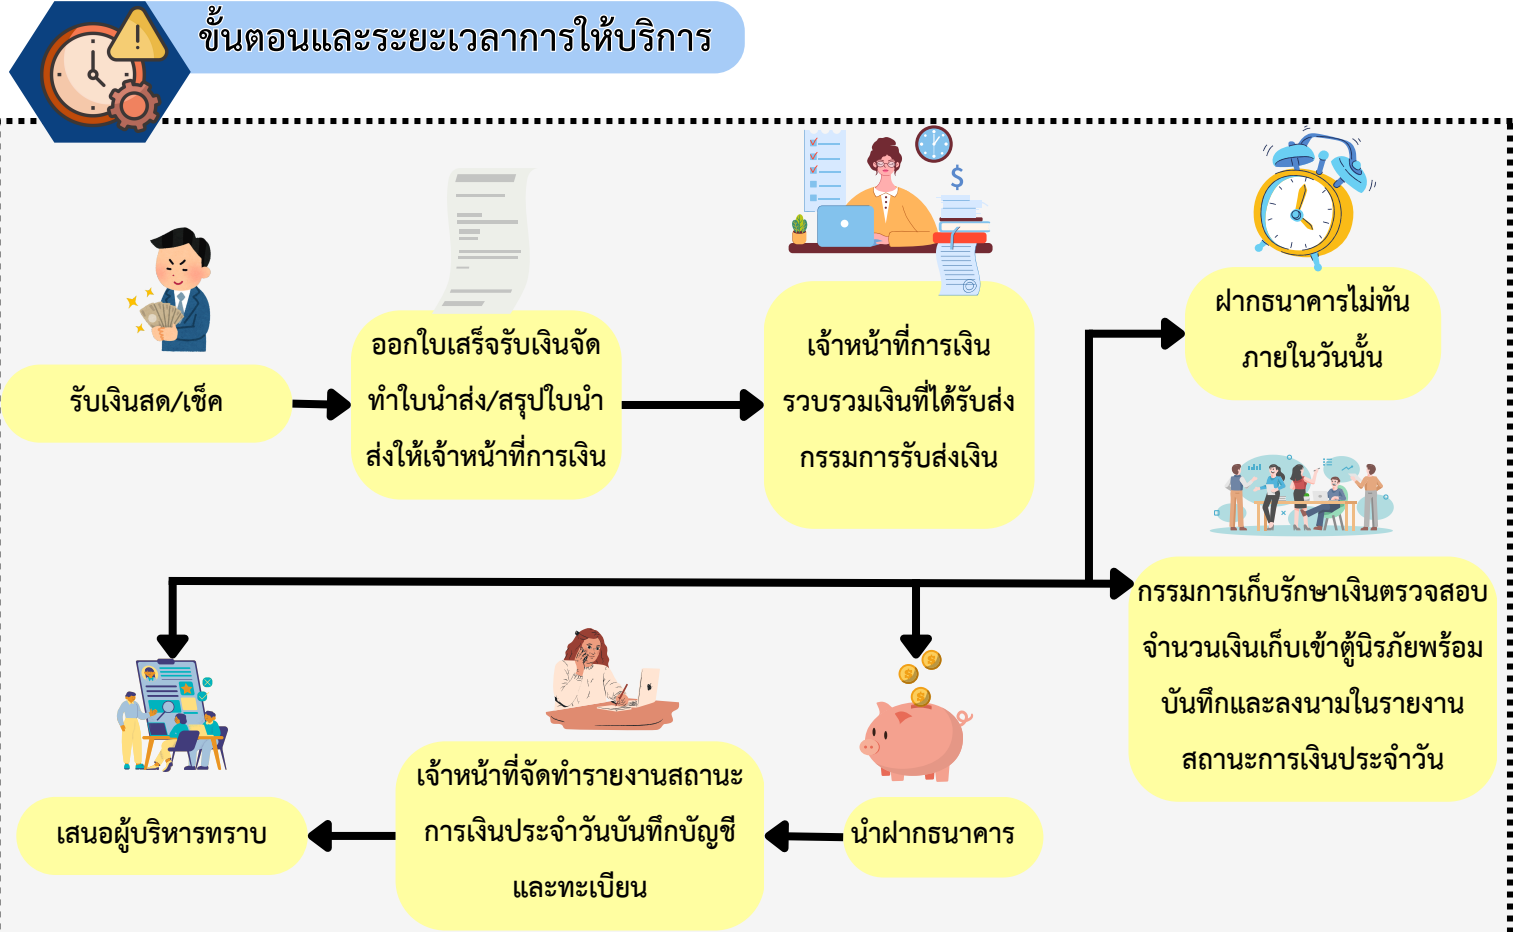 ขั้นตอนและระยะเวลาการให้บริการ
รับเงินสด/เช็ค
ออกใบเสร็จรับเงินจัด
ทำใบนำส่ง/สรุปใบนำ
ส่งให้เจ้าหน้าที่การเงิน
เจ้าหน้าที่การเงิน
รวบรวมเงินที่ได้รับส่ง
กรรมการรับส่งเงิน
ฝากธนาคารไม่ทัน
ภายในวันนั้น
กรรมการเก็บรักษาเงินตรวจสอบ
จำนวนเงินเก็บเข้าตู้นิรภัยพร้อม
บันทึกและลงนามในรายงาน
สถานะการเงินประจำวัน
นำฝากธนาคาร
เจ้าหน้าที่จัดทำรายงานสถานะ
การเงินประจำวันบันทึกบัญชี
และทะเบียน
เสนอผู้บริหารทราบ